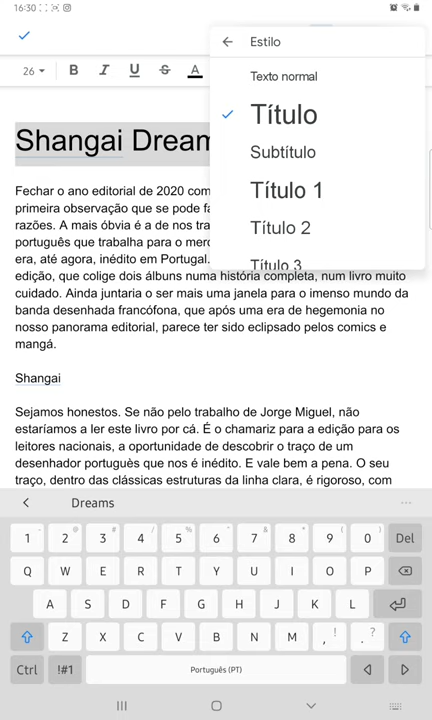 16:30
Estilo
26
B I U S A
Texto normal
Título
Subtítulo
Título 1
Título 2
Título 3
Shangai Dream
Fechar o ano editorial de 2020 com
primeira observação que se pode fa
razões. A mais óbvia é a de nos tra
português que trabalha para o merc
era, até agora, inédito em Portugal.
edição, que colige dois álbuns numa história completa, num livro muito
cuidado. Ainda juntaria o ser mais uma janela para o imenso mundo da
banda desenhada francófona, que após uma era de hegemonia no
nosso panorama editorial, parece ter sido eclipsado pelos comics e
mangá.
Shangai
Sejamos honestos. Se não pelo trabalho de Jorge Miguel, não
estaríamos a ler este livro por cá. É o chamariz para a edição para os
leitores nacionais, a oportunidade de descobrir o traço de um
desenhador português que nos é inédito. E vale bem a pena. O seu
traço, dentro das clássicas estruturas da linha clara, é rigoroso, com
Dreams
1 2 3 4 5 6 7 8 9 0 Del
Q W E R T Y U I O P
A S D F G H J K L
Z X C V B N M , ! . ?
Ctrl !#1 Português (PT)